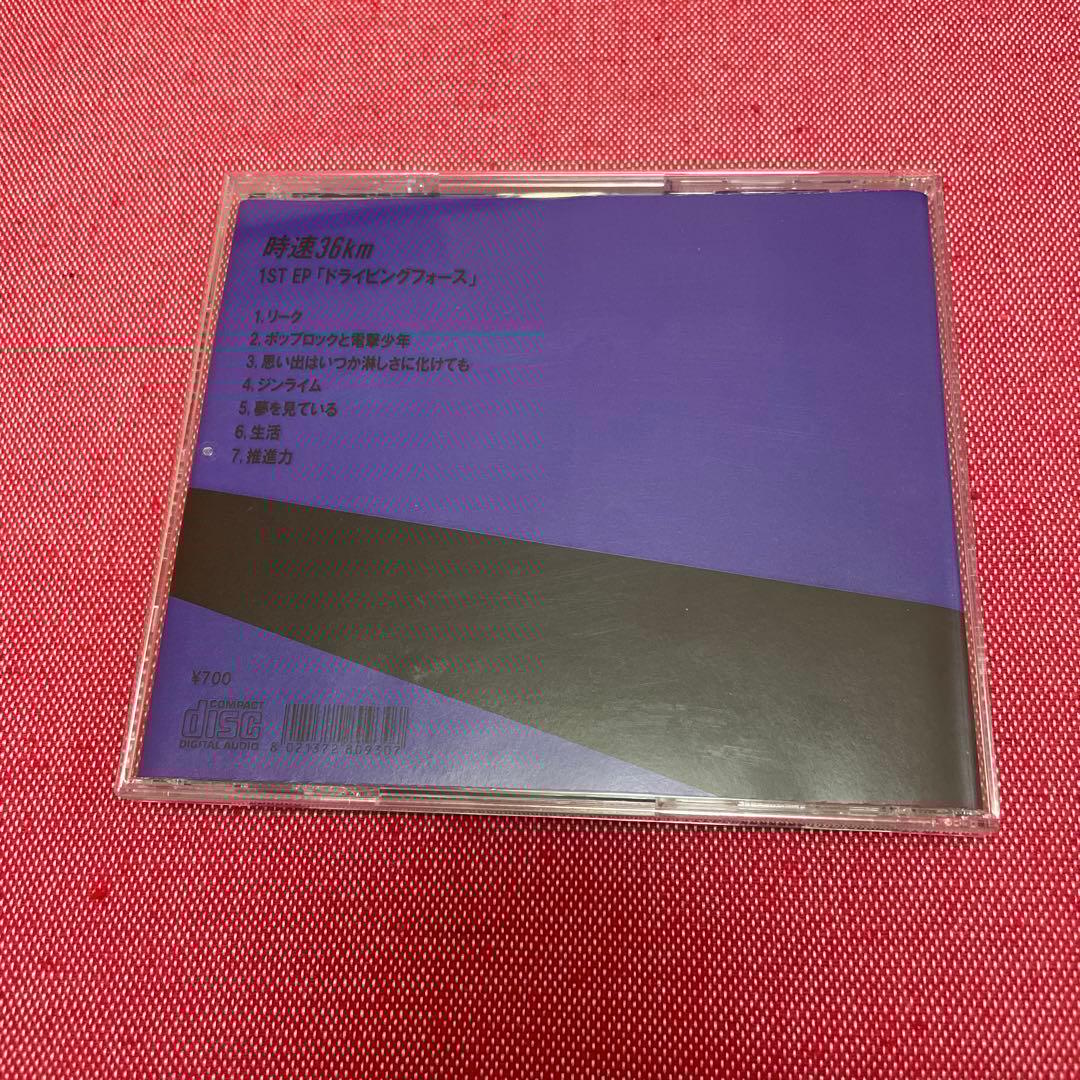 時速36km
1ST EP「ドライビングフォース」
1. リーク
2. ポップロックと電撃少年
3. 思い出はいつか淋しさに化けても
4. ジンライム
5. 夢を見ている
6. 生活
7. 推進力
¥700
COMPACT
disc
DIGITAL AUDIO
8 021372 809307